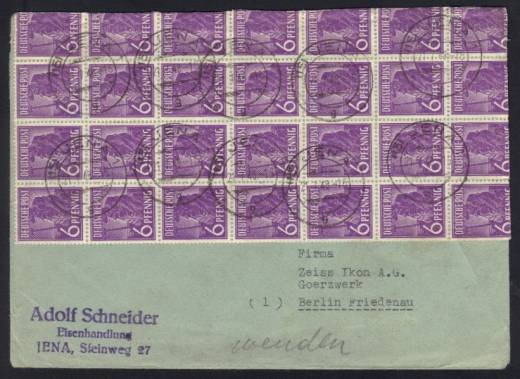 DEUTSCHE POST 6 PFENNIG
Firma
Zeiss Ikon A.G.
Goerzwerk
( 1 ) Berlin Friedenau
Adolf Schneider
Eisenhandlung
JENA, Steinweg 27
wenden